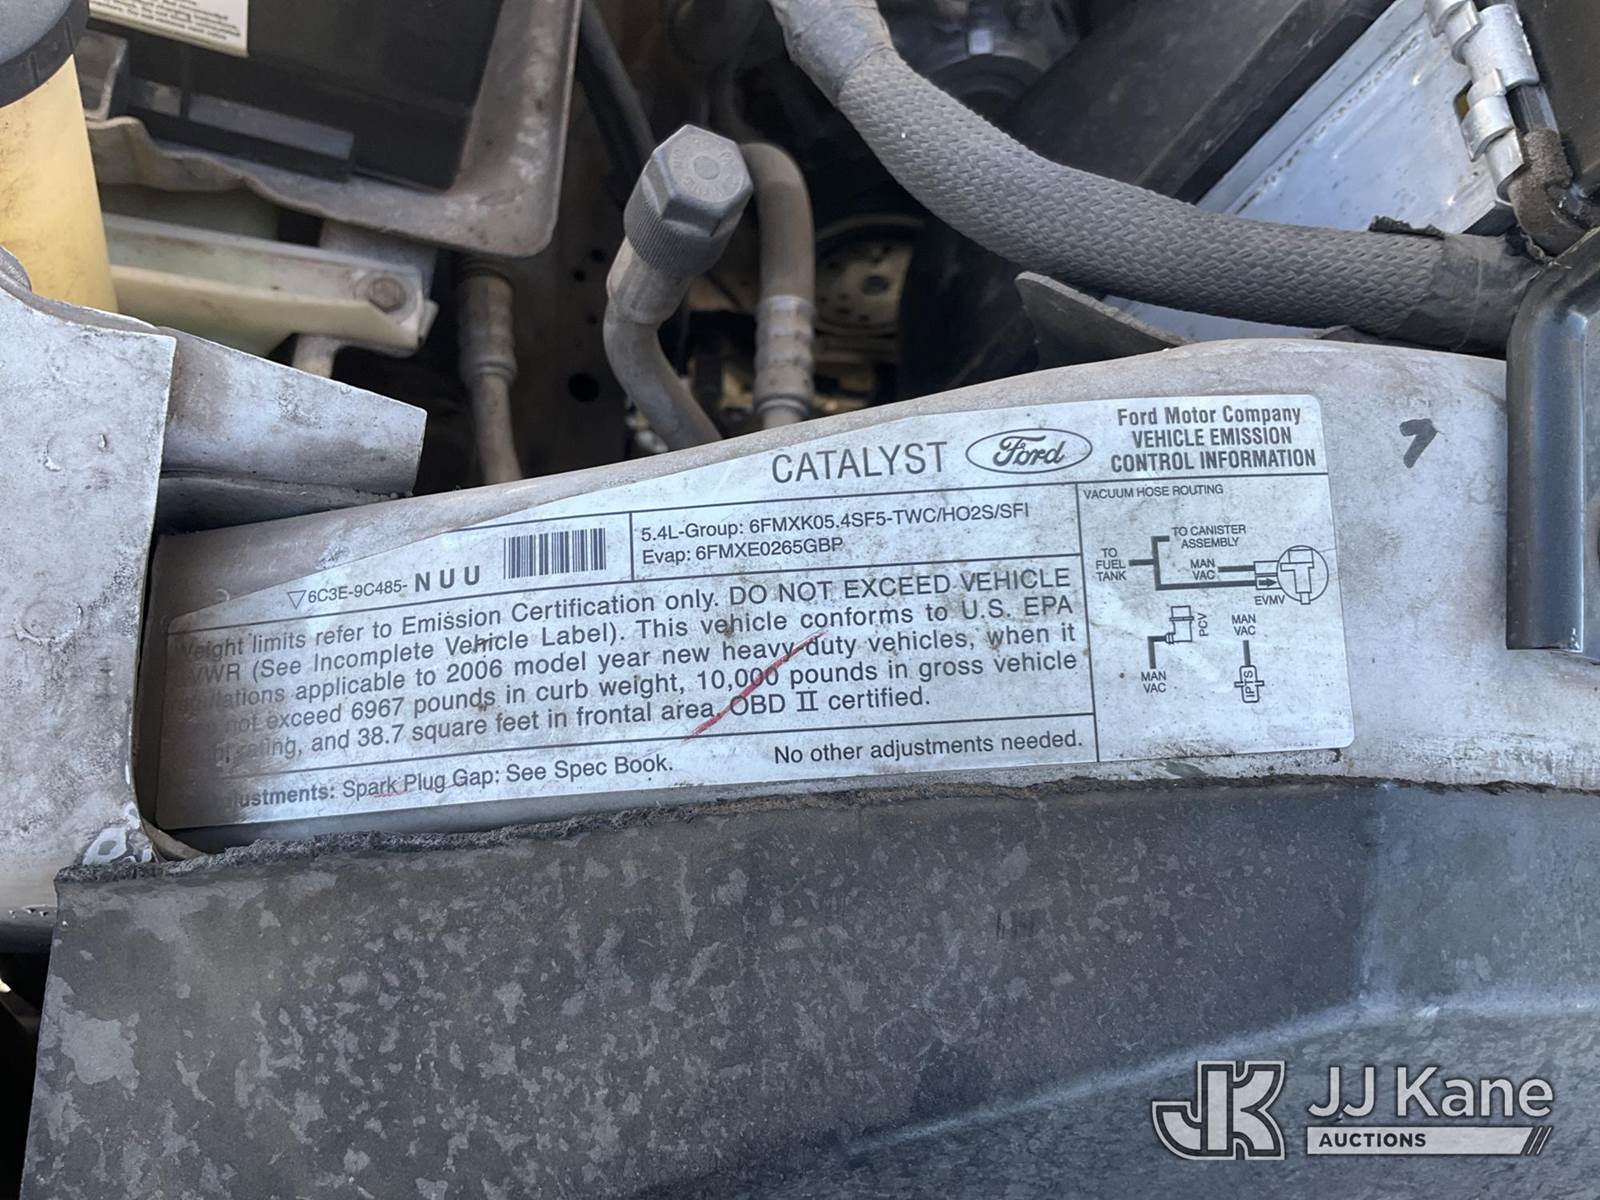 CATALYST
Ford
Ford Motor Company
VEHICLE EMISSION
CONTROL INFORMATION
6C3E-9C485- NUU
5.4L-Group: 6FMXK05.4SF5-TWC/HO2S/SFI
Evap: 6FMXE0265GBP
limits refer to Emission Certification only. DO NOT EXCEED VEHICLE
(See Incomplete Vehicle Label). This vehicle conforms to U.S. EPA
applicable to 2006 model year new heavy-duty vehicles, when it
not exceed 6967 pounds in curb weight, 10,000 pounds in gross vehicle
and 38.7 square feet in frontal area. OBD II certified.
Spark Plug Gap: See Spec Book.
No other adjustments needed.
VACUUM HOSE ROUTING
TO CANISTER
ASSEMBLY
TO
FUEL
TANK
MAN
VAC
EVMV
PCV
MAN
VAC
MAN
VAC
IPTS
JK
JJ Kane
AUCTIONS